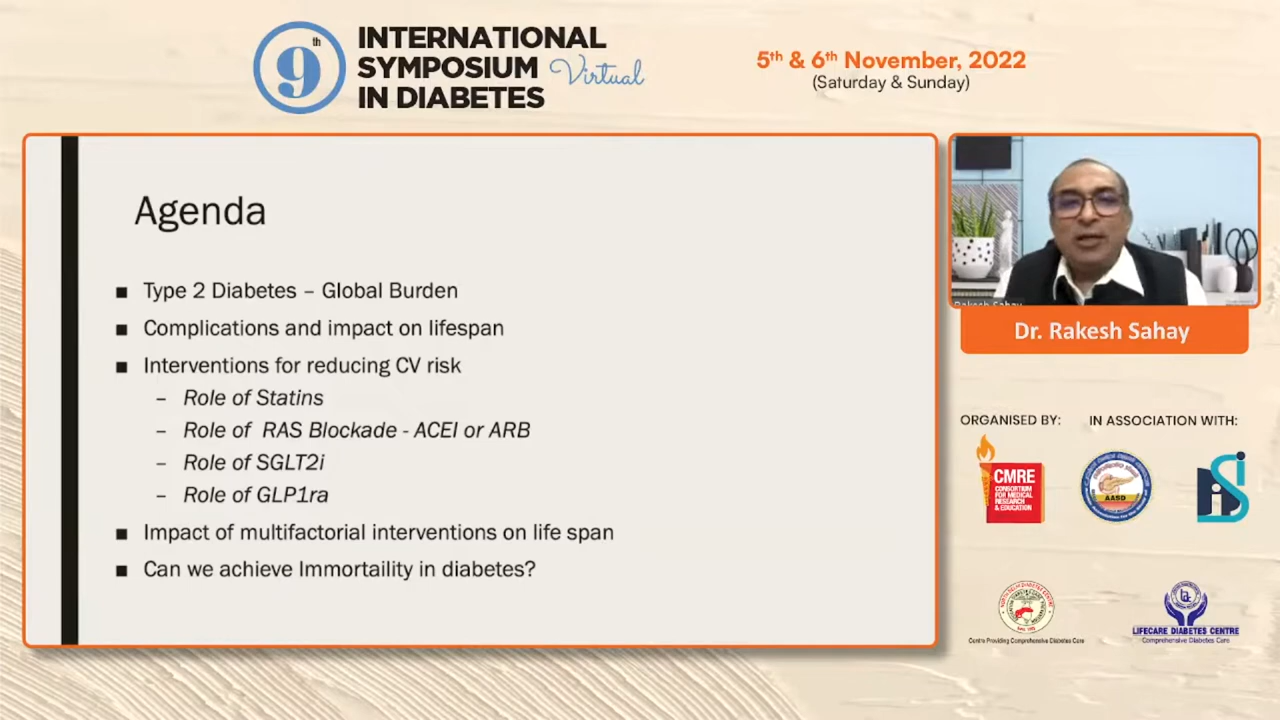 9th
INTERNATIONAL
SYMPOSIUM Virtual
IN DIABETES
5th & 6th November, 2022
(Saturday & Sunday)
Agenda
■ Type 2 Diabetes – Global Burden
■ Complications and impact on lifespan
■ Interventions for reducing CV risk
– Role of Statins
– Role of RAS Blockade - ACEI or ARB
– Role of SGLT2i
– Role of GLP1ra
■ Impact of multifactorial interventions on life span
■ Can we achieve Immortaility in diabetes?
Rakesh Sahay
Dr. Rakesh Sahay
ORGANISED BY:
IN ASSOCIATION WITH:
CMRE
CONSORTIUM
FOR MEDICAL
RESEARCH
& EDUCATION
AASD
Centre Providing Comprehensive Diabetes Care
LIFECARE DIABETES CENTRE
Comprehensive Diabetes Care